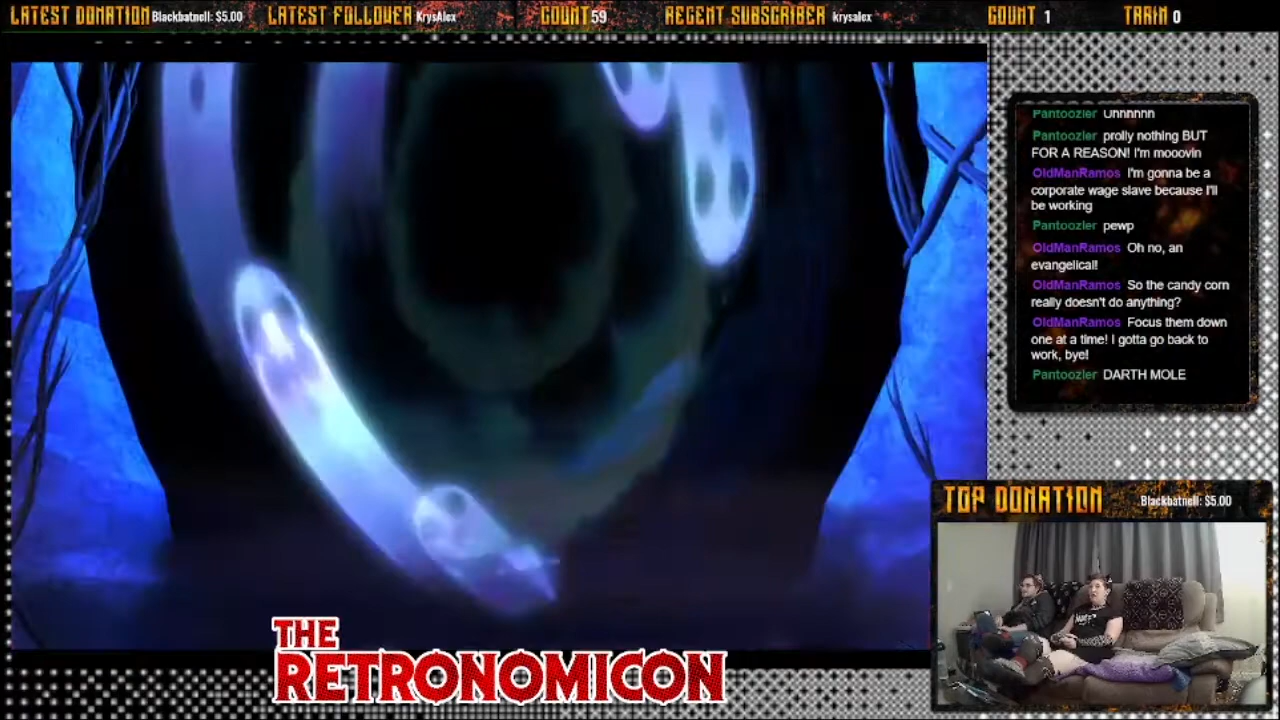 LATEST DONATION Blackbatnell: $5.00 LATEST FOLLOWER KrysAlex COUNT 59 RECENT SUBSCRIBER krysalex COUNT 1 TRAIN 0
Pantoozler Uhnnnnn
Pantoozler prolly nothing BUT
FOR A REASON! I'm mooovin
OldManRamos I'm gonna be a
corporate wage slave because I'll
be working
Pantoozler pewp
OldManRamos Oh no, an
evangelical!
OldManRamos So the candy corn
really doesn't do anything?
OldManRamos Focus them down
one at a time! I gotta go back to
work, bye!
Pantoozler DARTH MOLE
TOP DONATION Blackbatnell: $5.00
THE
RETRONOMICON